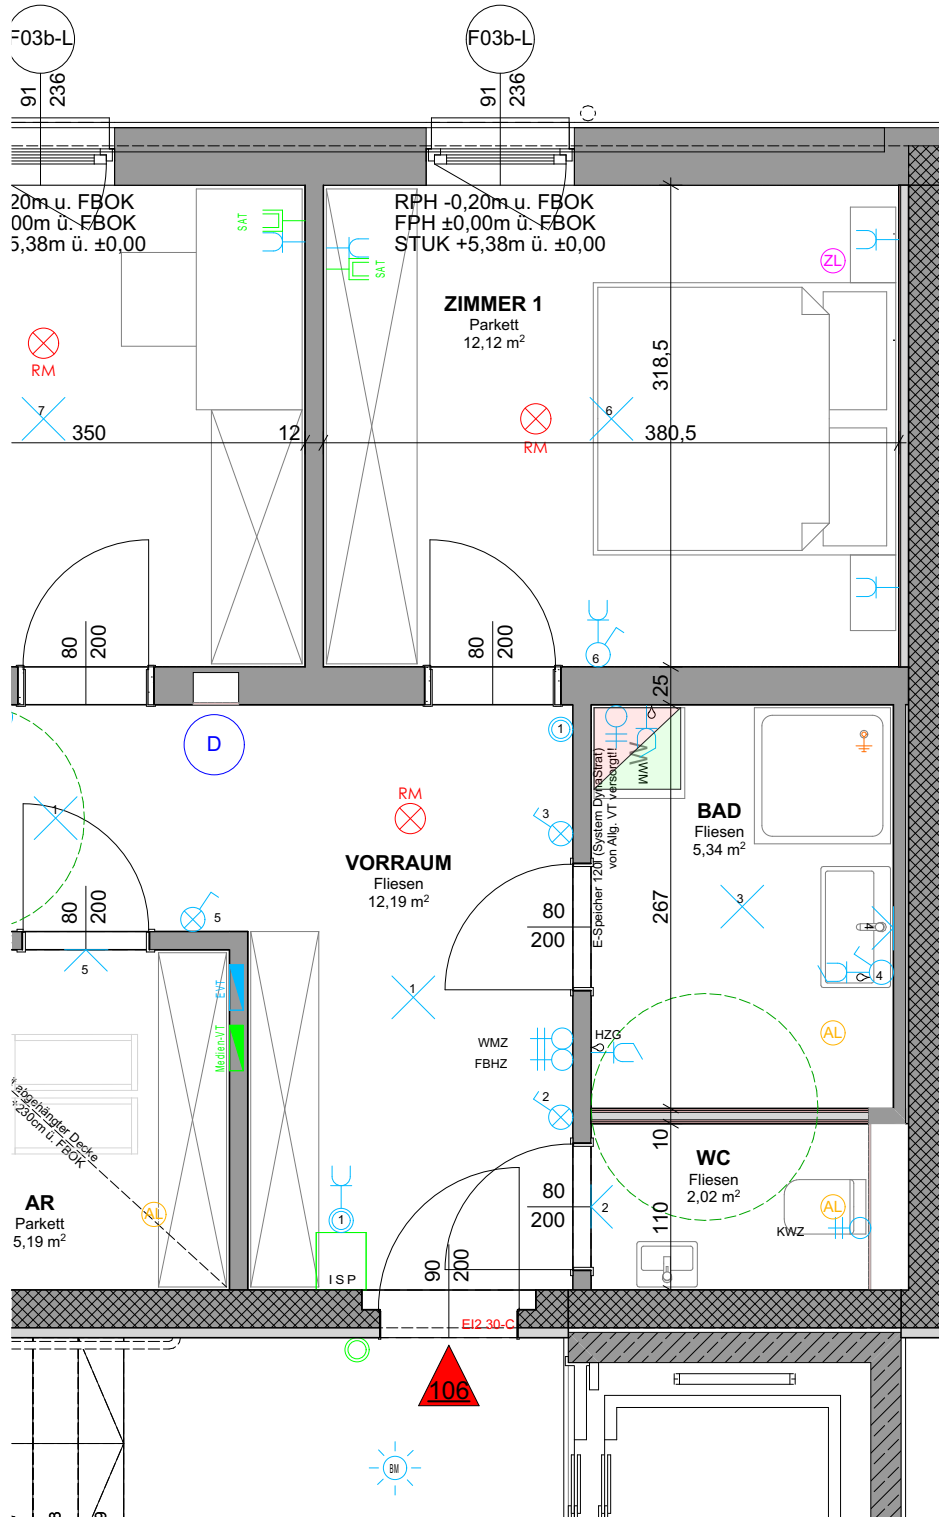 F03b-L
F03b-L
91
236
91
236
20m u. FBOK
00m ü. FBOK
5,38m ü. ±0,00
RPH -0,20m u. FBOK
FPH ±0,00m ü. FBOK
STUK +5,38m ü. ±0,00
SAT
SAT
ZL
ZIMMER 1
Parkett
12,12 m²
RM
RM
7
6
318,5
350
12
380,5
80
200
80
200
6
25
D
1
WM
E-Speicher 120l (System DynaStrat)
von Allg. VT versorgt!!
RM
1
3
BAD
Fliesen
5,34 m²
VORRAUM
Fliesen
12,19 m²
80
200
5
80
200
267
3
4
4
5
EVT
Medien-VT
1
WMZ
FBHZ
HZG
AL
2
abgehängter Decke
230cm ü. FBOK
AR
Parkett
5,19 m²
AL
10
WC
Fliesen
2,02 m²
AL
KWZ
80
200
2
110
1
ISP
90
200
EI2 30-C
106
BM